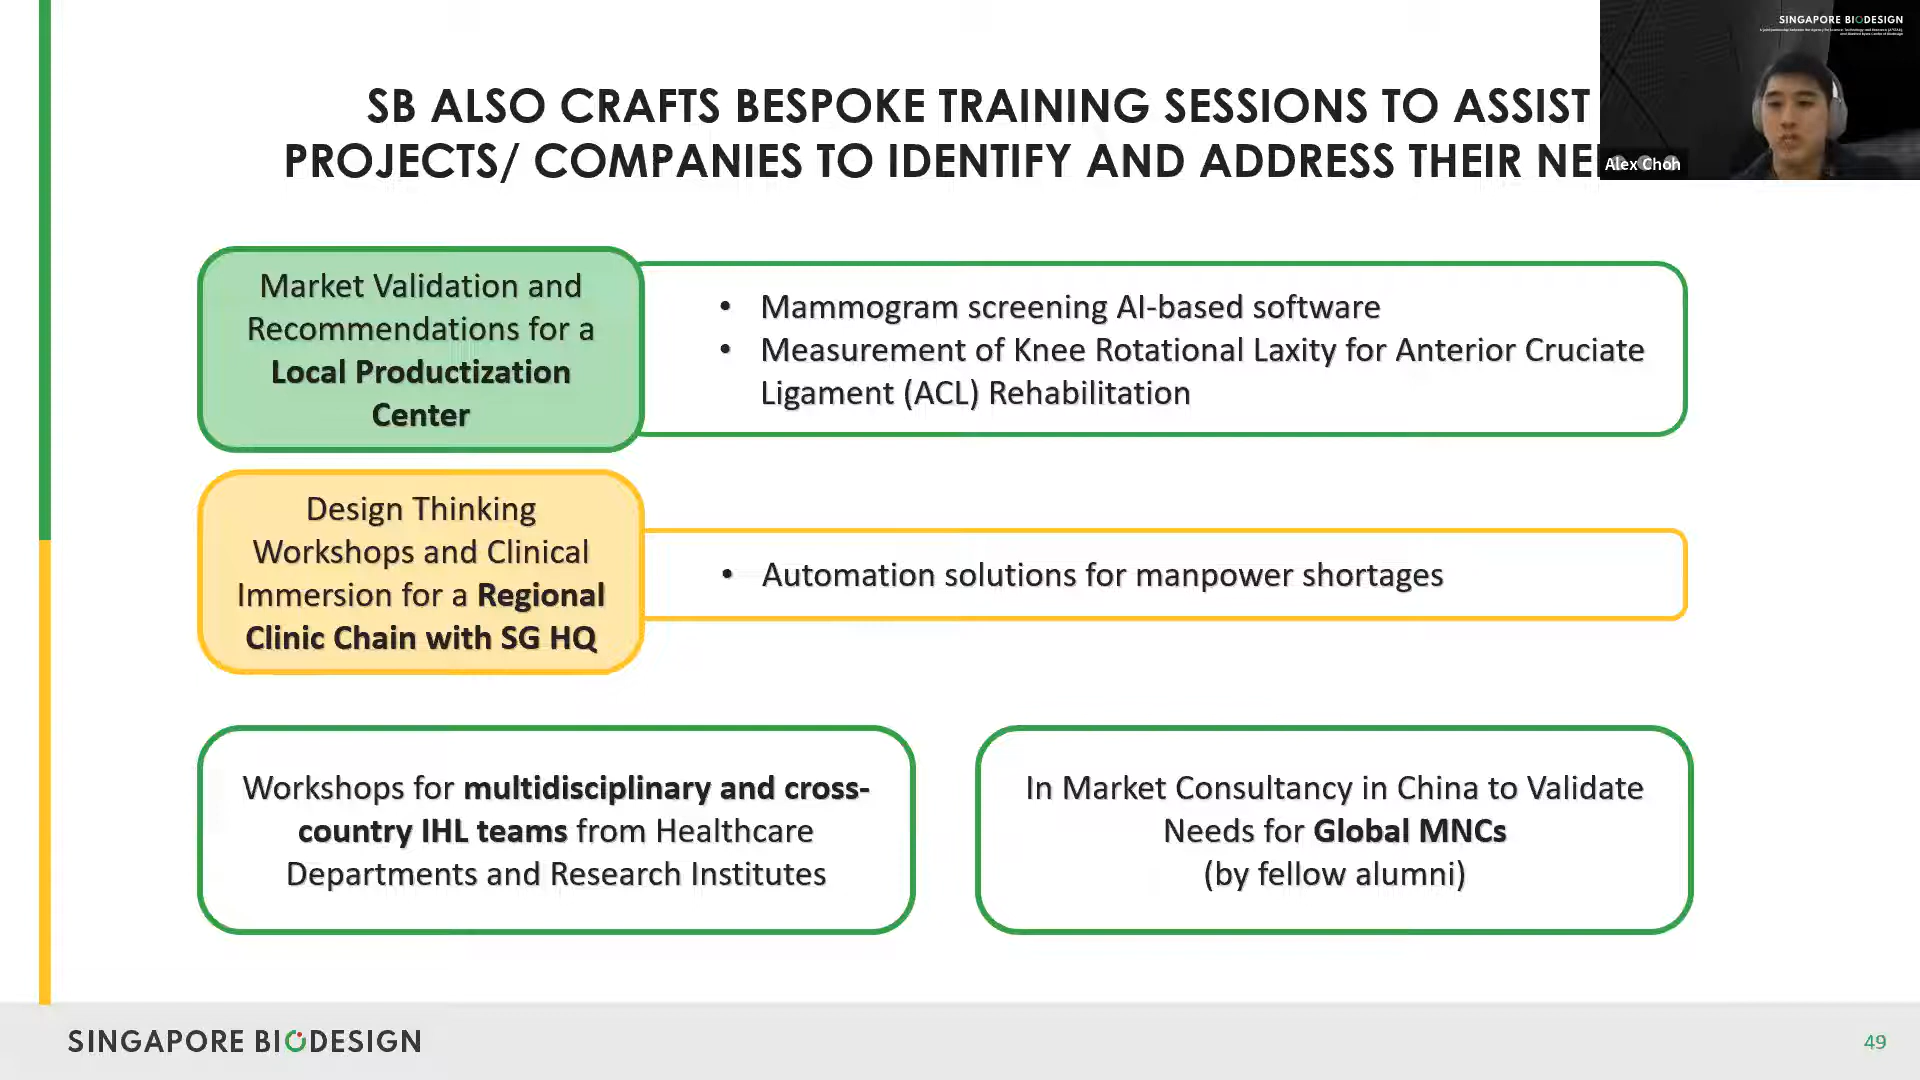 SINGAPORE BIODESIGN
SB ALSO CRAFTS BESPOKE TRAINING SESSIONS TO ASSIST
PROJECTS/ COMPANIES TO IDENTIFY AND ADDRESS THEIR
Alex Choh
Market Validation and
Recommendations for a
Local Productization
Center
• Mammogram screening AI-based software
• Measurement of Knee Rotational Laxity for Anterior Cruciate
Ligament (ACL) Rehabilitation
Design Thinking
Workshops and Clinical
Immersion for a Regional
Clinic Chain with SG HQ
• Automation solutions for manpower shortages
Workshops for multidisciplinary and cross-
country IHL teams from Healthcare
Departments and Research Institutes
In Market Consultancy in China to Validate
Needs for Global MNCs
(by fellow alumni)
SINGAPORE BIODESIGN
49